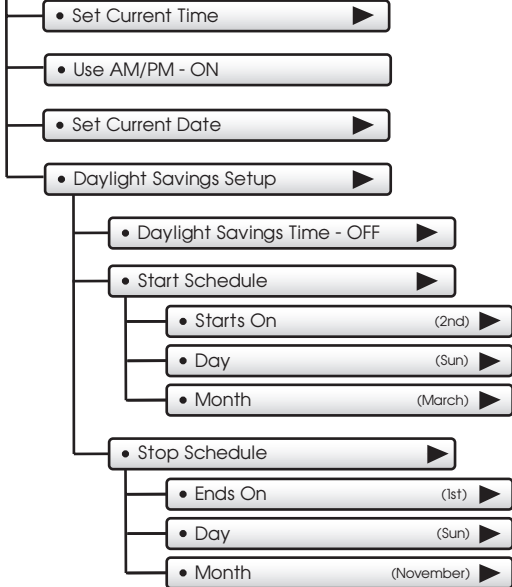 • Set Current Time
• Use AM/PM - ON
• Set Current Date
• Daylight Savings Setup
• Daylight Savings Time - OFF
• Start Schedule
• Starts On (2nd)
• Day (Sun)
• Month (March)
• Stop Schedule
• Ends On (1st)
• Day (Sun)
• Month (November)